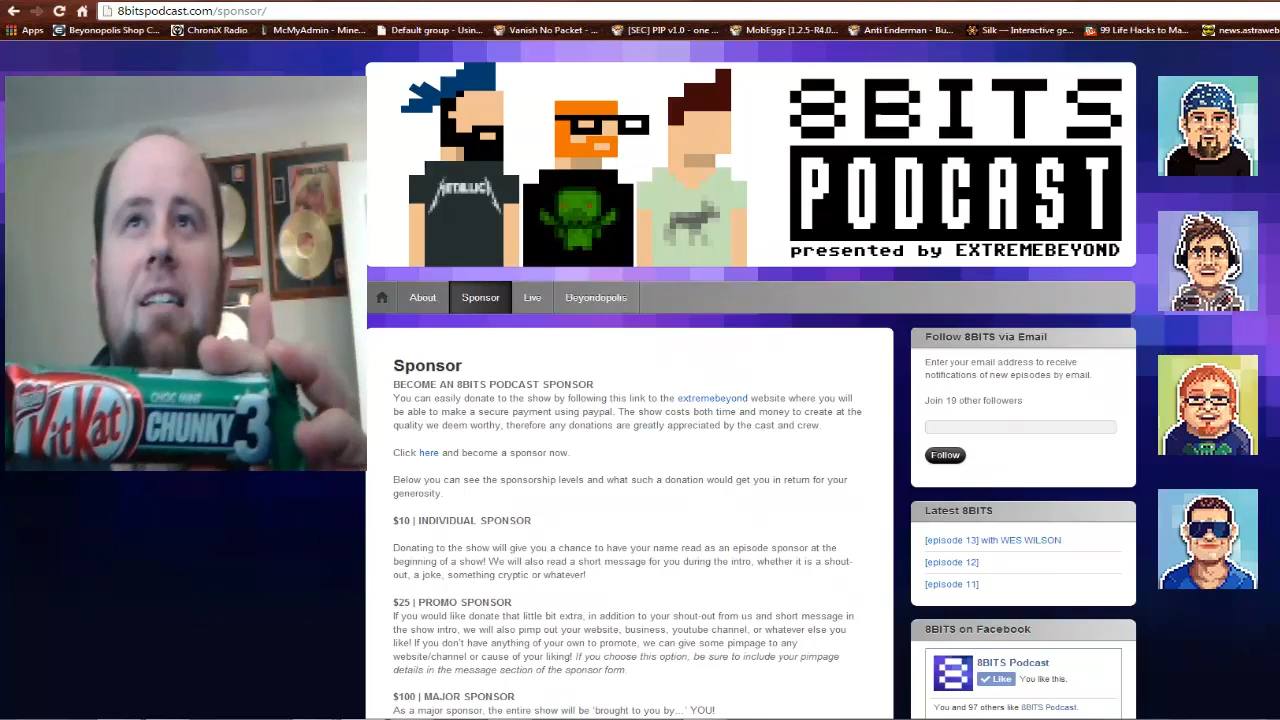 8bitspodcast.com/sponsor/
Apps
Beyonopolis Shop C...
ChroniX Radio
McMyAdmin - Mine...
Default group - Usin...
Vanish No Packet - ...
[SEC] PIP v1.0 - one ...
MobEggs [1.2.5-R4.0...
Anti Enderman - Bu...
Silk — Interactive ge...
99 Life Hacks to Ma...
news.astraweb
METALLICA
8BITS
PODCAST
presented by EXTREMEBEYOND
About
Sponsor
Live
Beyondopolis
Nestle
KitKat
CHOC MINT
CHUNKY 3
Sponsor
BECOME AN 8BITS PODCAST SPONSOR
You can easily donate to the show by following this link to the extremebeyond website where you will
be able to make a secure payment using paypal. The show costs both time and money to create at the
quality we deem worthy, therefore any donations are greatly appreciated by the cast and crew.
Click here and become a sponsor now.
Below you can see the sponsorship levels and what such a donation would get you in return for your
generosity.
$10 | INDIVIDUAL SPONSOR
Donating to the show will give you a chance to have your name read as an episode sponsor at the
beginning of a show! We will also read a short message for you during the intro, whether it is a shout-
out, a joke, something cryptic or whatever!
$25 | PROMO SPONSOR
If you would like donate that little bit extra, in addition to your shout-out from us and short message in
the show intro, we will also pimp out your website, business, youtube channel, or whatever else you
like! If you don't have anything of your own to promote, we can give some pimpage to any
website/channel or cause of your liking! If you choose this option, be sure to include your pimpage
details in the message section of the sponsor form.
$100 | MAJOR SPONSOR
As a major sponsor, the entire show will be 'brought to you by…' YOU!
Follow 8BITS via Email
Enter your email address to receive
notifications of new episodes by email.
Join 19 other followers
Follow
Latest 8BITS
[episode 13] with WES WILSON
[episode 12]
[episode 11]
8BITS on Facebook
8BITS Podcast
Like
You like this.
You and 97 others like 8BITS Podcast.